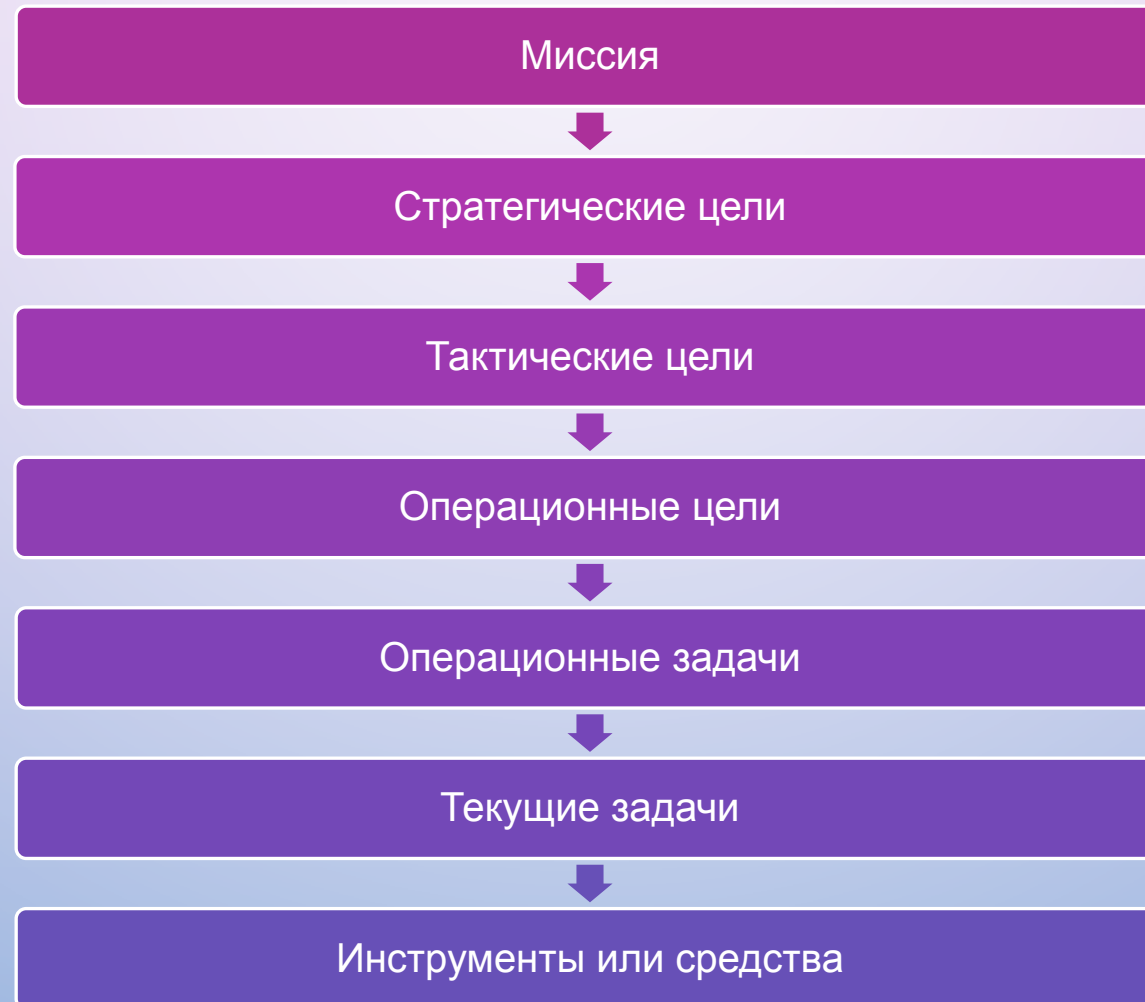 Миссия
Стратегические цели
Тактические цели
Операционные цели
Операционные задачи
Текущие задачи
Инструменты или средства